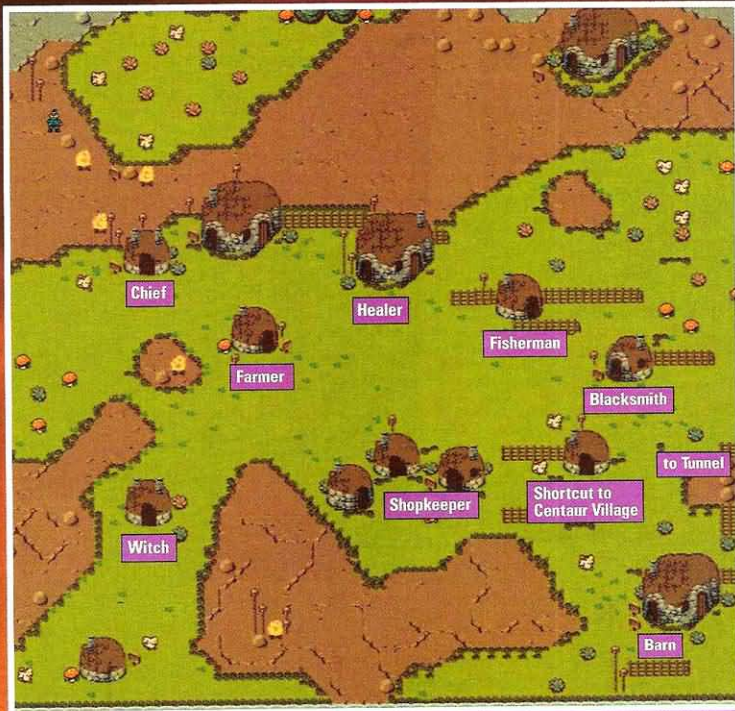 Chief
Healer
Fisherman
Farmer
Blacksmith
to Tunnel
Shopkeeper
Shortcut to
Centaur Village
Witch
Barn